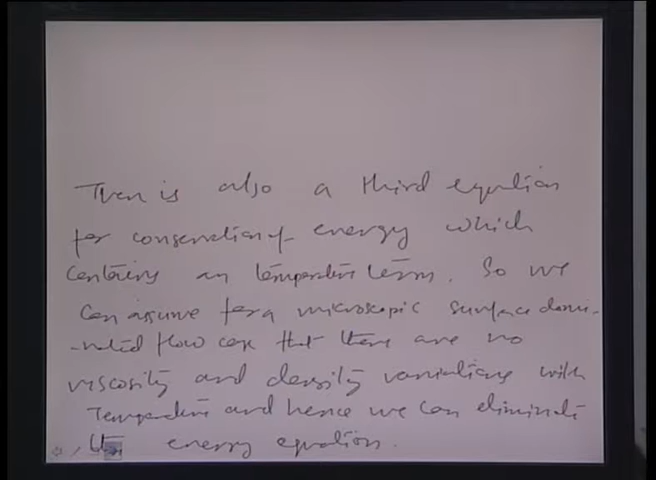 There is also a third equation
for conservation of energy which
contains an temperature term. So we
can assume for a microscopic surface domi-
-nated flow case that there are no
viscosity and density variations with
Temperature and hence we can eliminate
the energy equation.